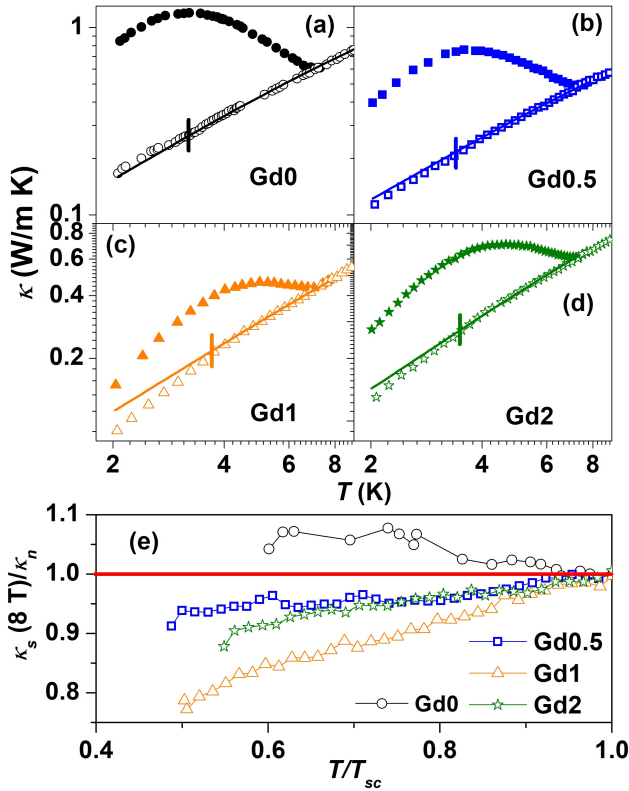 (a)
(b)
1
Gd0
Gd0.5
0.1
κ (W/m K)
(c)
(d)
0.8
0.6
0.4
0.2
Gd1
Gd2
2 4 6 8 2 4 6 8
T (K)
(e)
1.1
1.0
0.9
0.8
κs (8 T)/κn
Gd0.5
Gd1
Gd0
Gd2
0.4 0.6 0.8 1.0
T/Tsc